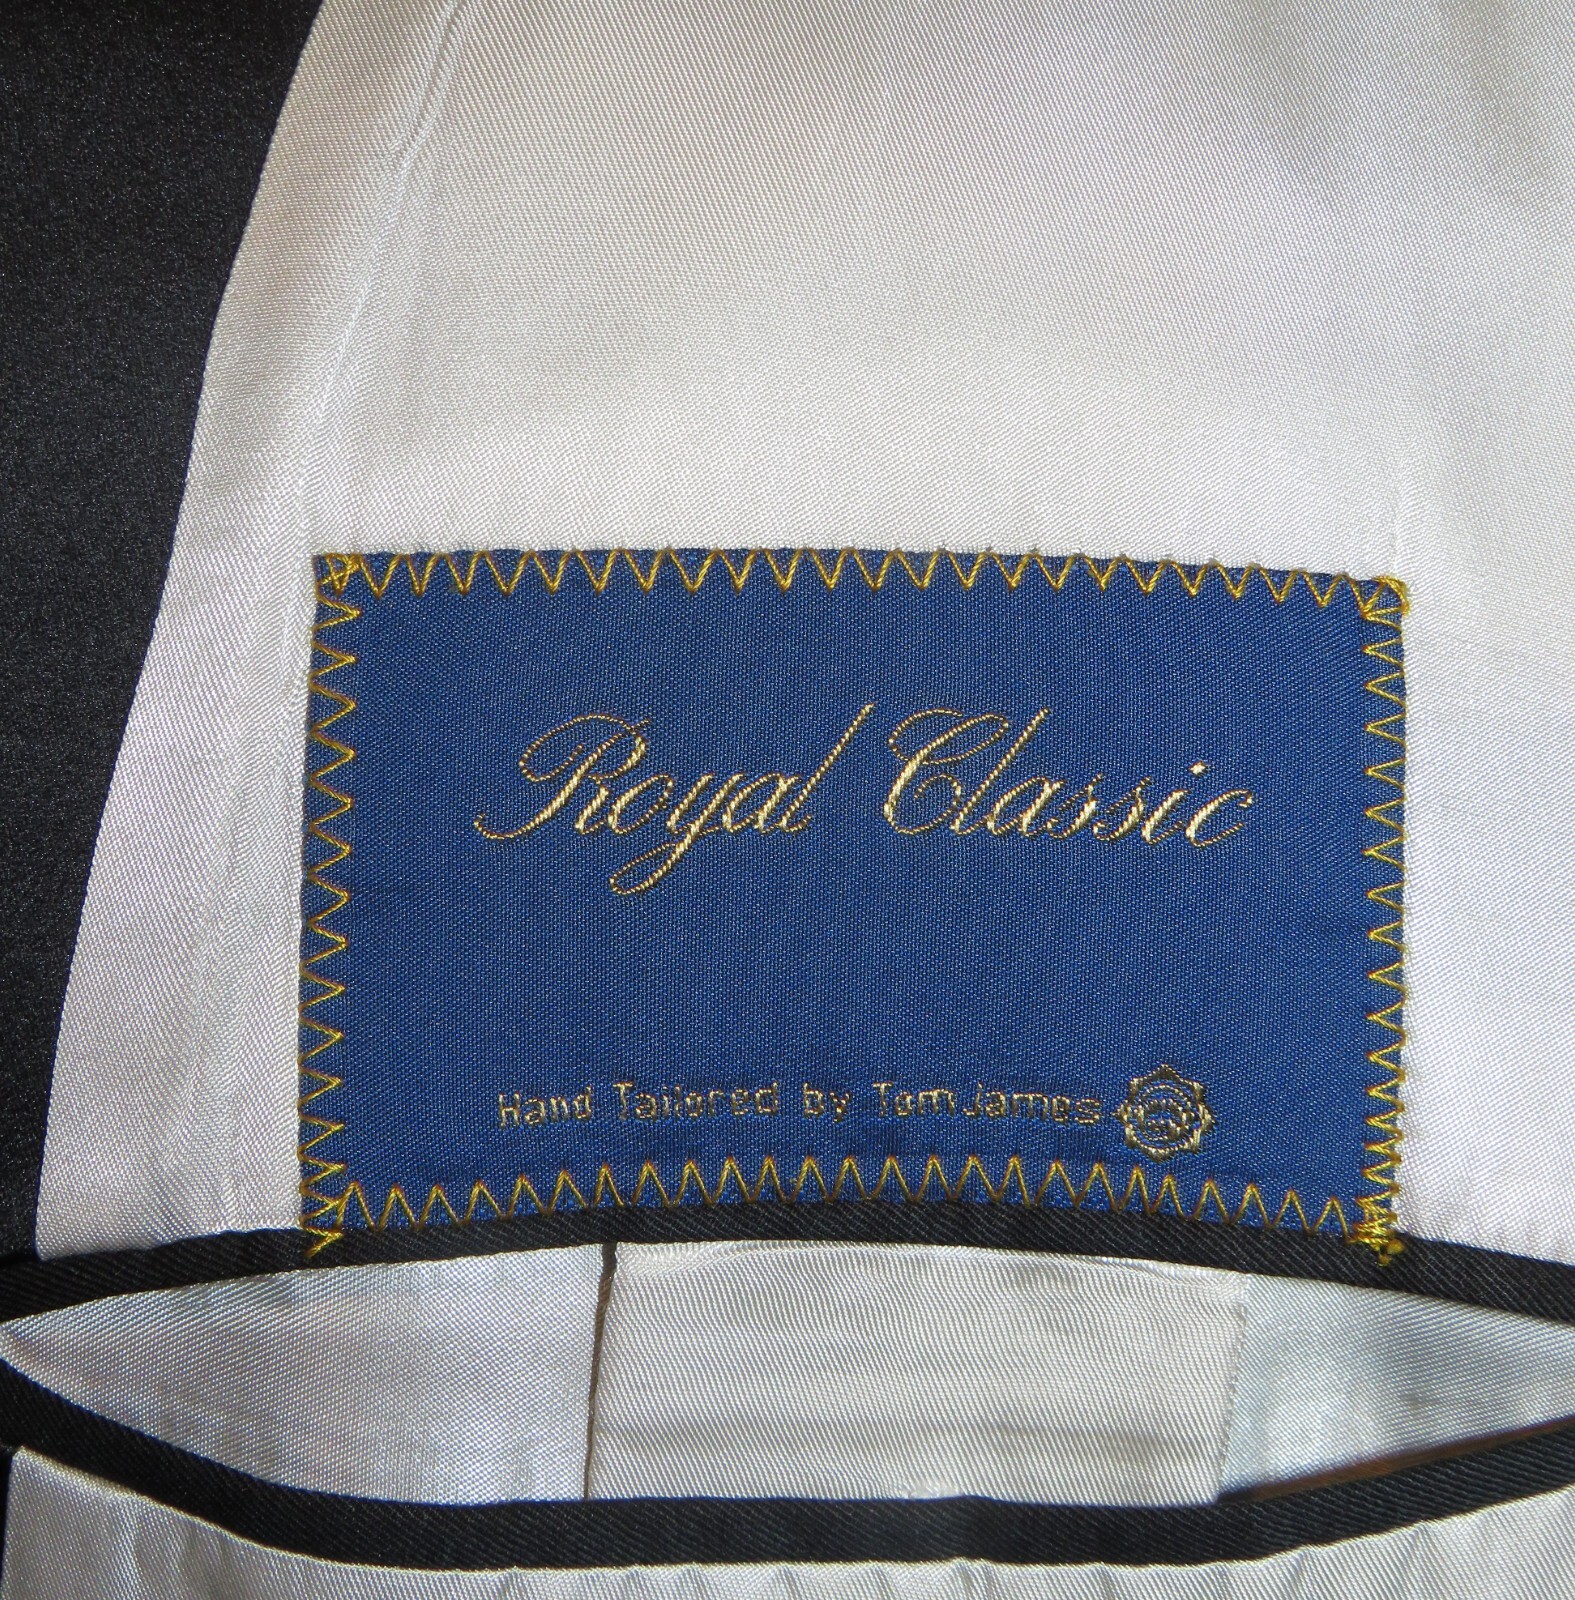 Royal Classic
Hand Tailored by Tom James